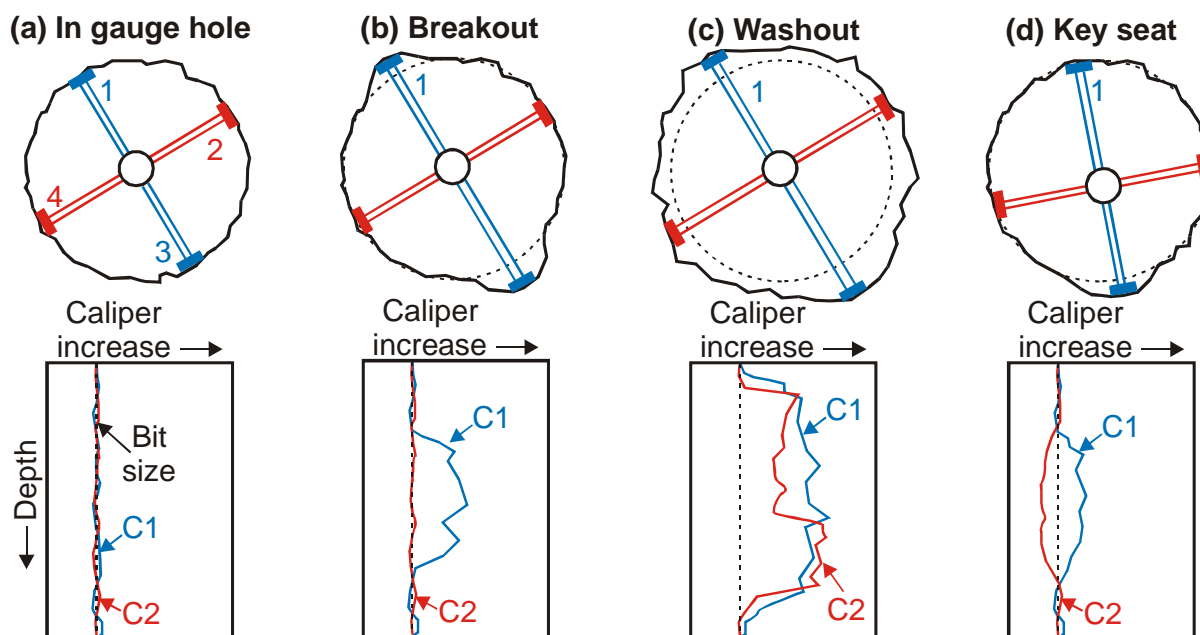 (a) In gauge hole
1
2
4
3
Caliper
increase
Depth
Bit
size
C1
C2
(b) Breakout
1
Caliper
increase
C1
C2
(c) Washout
1
Caliper
increase
C1
C2
(d) Key seat
1
Caliper
increase
C1
C2